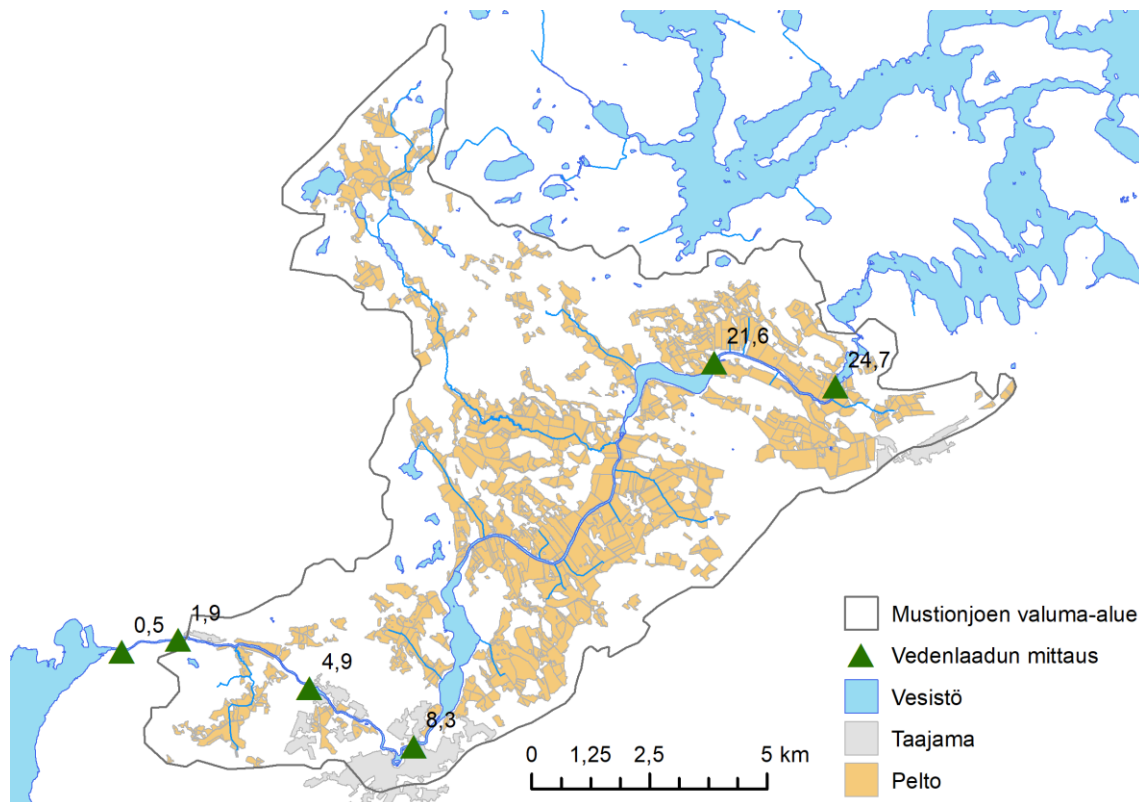 21,6
24,7
0,5
1,9
4,9
8,3
0 1,25 2,5 5 km
Mustionjoen valuma-alue
Vedenlaadun mittaus
Vesistö
Taajama
Pelto